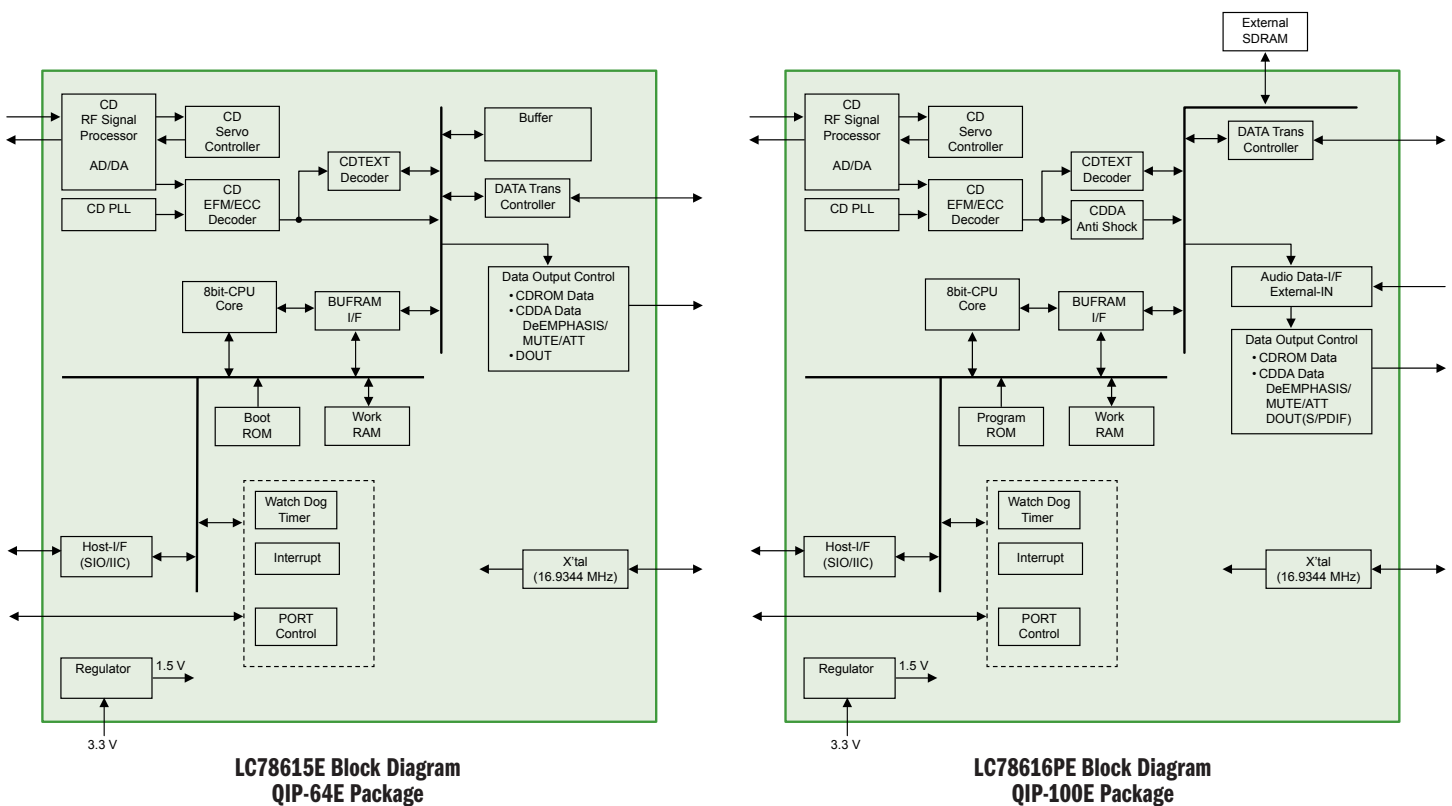 CD
RF Signal
Processor
AD/DA
CD
Servo
Controller
CD PLL
CD
EFM/ECC
Decoder
CDTEXT
Decoder
Buffer
DATA Trans
Controller
8bit-CPU
Core
BUFRAM
I/F
Data Output Control
• CDROM Data
• CDDA Data
DeEMPHASIS/
MUTE/ATT
• DOUT
Boot
ROM
Work
RAM
Watch Dog
Timer
Host-I/F
(SIO/IIC)
Interrupt
X'tal
(16.9344 MHz)
PORT
Control
Regulator
1.5 V
3.3 V
LC78615E Block Diagram
QIP-64E Package
External
SDRAM
CD
RF Signal
Processor
AD/DA
CD
Servo
Controller
CD PLL
CD
EFM/ECC
Decoder
CDTEXT
Decoder
CDDA
Anti Shock
DATA Trans
Controller
8bit-CPU
Core
BUFRAM
I/F
Audio Data-I/F
External-IN
Data Output Control
• CDROM Data
• CDDA Data
DeEMPHASIS/
MUTE/ATT
DOUT(S/PDIF)
Program
ROM
Work
RAM
Watch Dog
Timer
Host-I/F
(SIO/IIC)
Interrupt
X'tal
(16.9344 MHz)
PORT
Control
Regulator
1.5 V
3.3 V
LC78616PE Block Diagram
QIP-100E Package